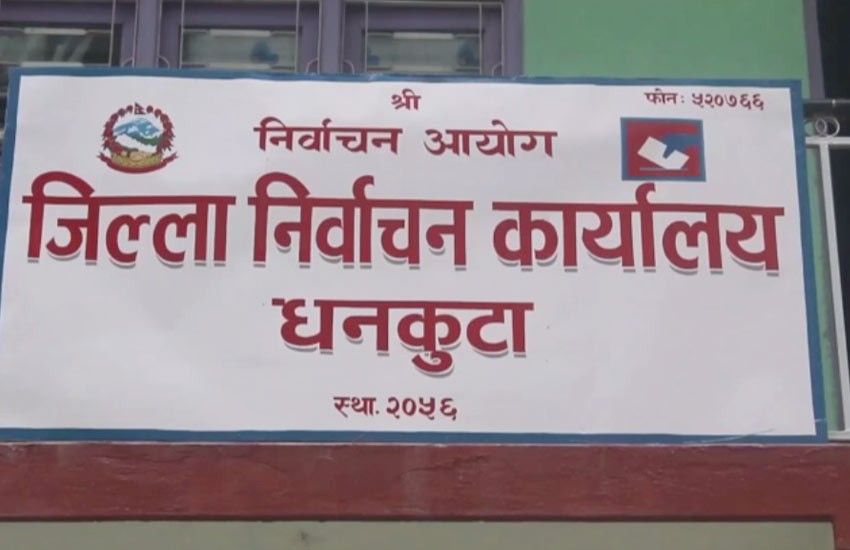 श्री
फोन: ५२०७६६
निर्वाचन आयोग
जिल्ला निर्वाचन कार्यालय
धनकुटा
स्था. २०५६